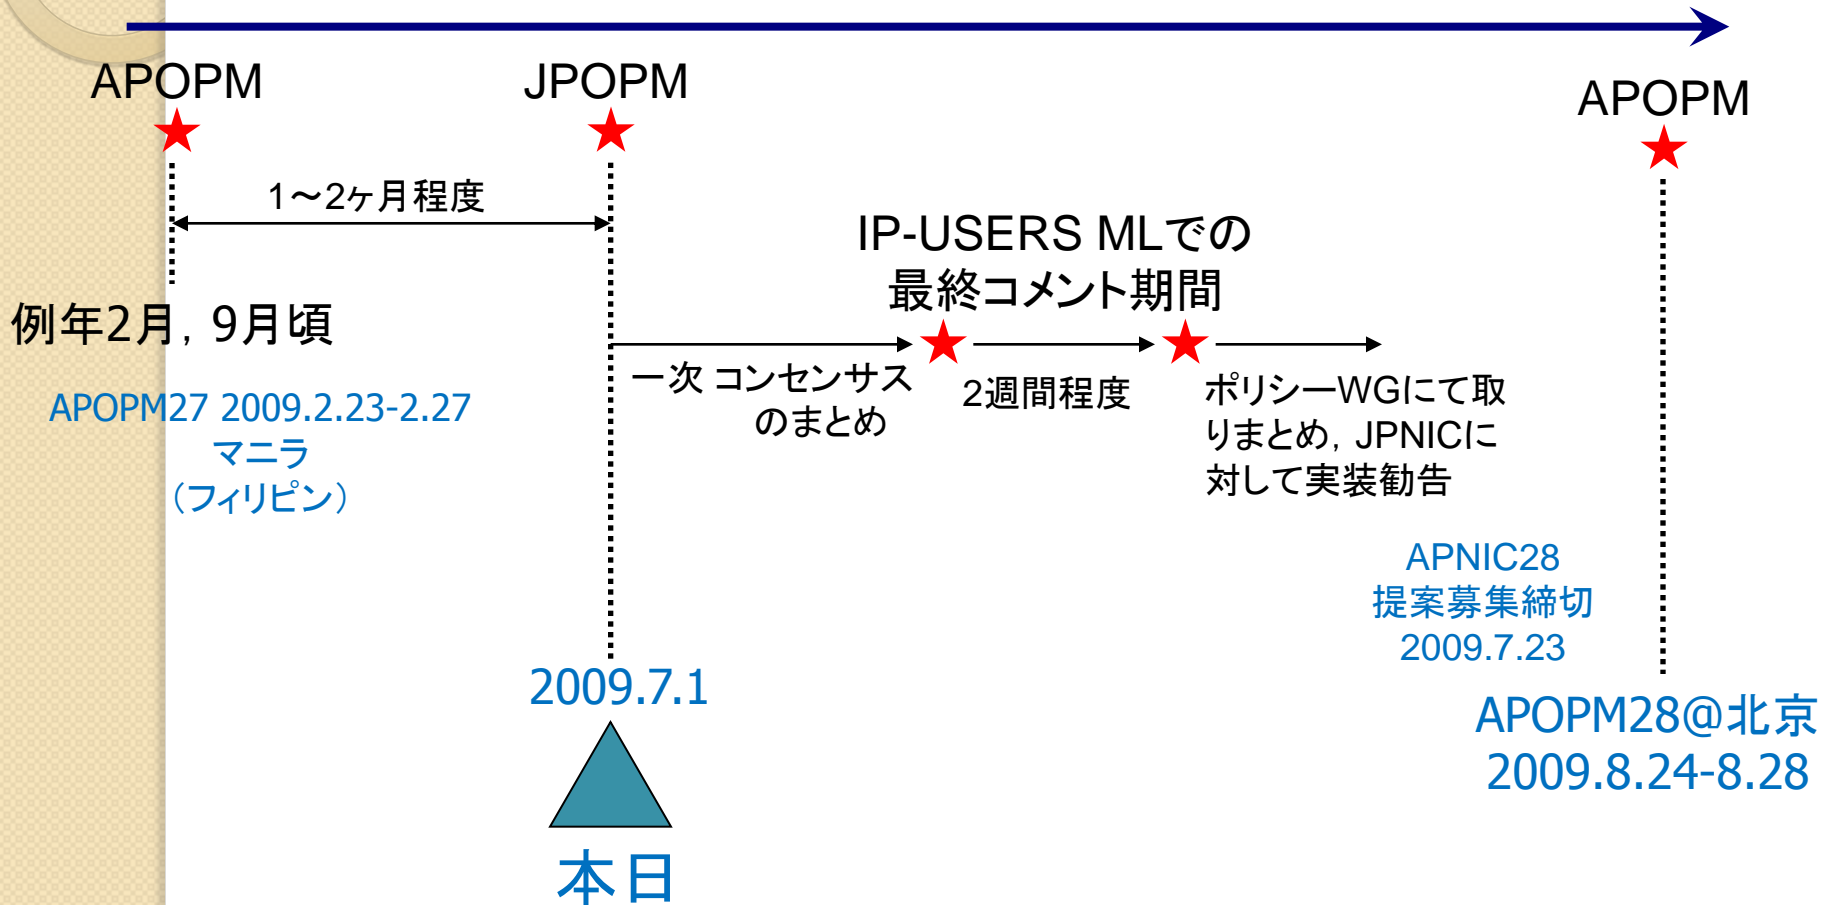 APOPM
JPOPM
APOPM
1～2ヶ月程度
IP-USERS MLでの
最終コメント期間
例年2月，9月頃
APOPM27 2009.2.23-2.27
マニラ
（フィリピン）
一次 コンセンサス
のまとめ
2週間程度
ポリシーWGにて取
りまとめ，JPNICに
対して実装勧告
APNIC28
提案募集締切
2009.7.23
2009.7.1
本日
APOPM28@北京
2009.8.24-8.28